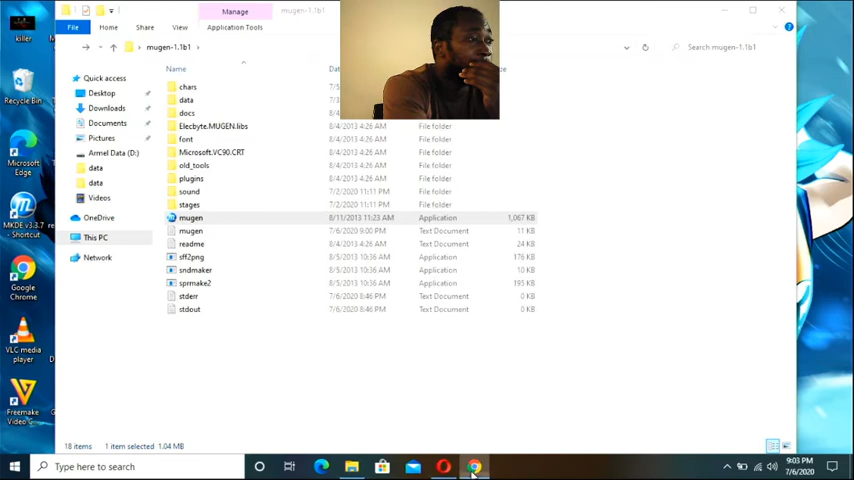 killer
Recycle Bin
Microsoft
Edge
MKDE v3.3.7
- Shortcut
Google
Chrome
VLC media
player
Freemake
Video C
Manage
mugen-1.1b1
File
Home
Share
View
Application Tools
mugen-1.1b1
Search mugen-1.1b1
Quick access
Desktop
Downloads
Documents
Pictures
Armel Data (D:)
data
data
Videos
OneDrive
This PC
Network
Name
chars
data
docs
Elecbyte.MUGEN.libs 8/4/2013 4:26 AM File folder
font 8/4/2013 4:26 AM File folder
Microsoft.VC90.CRT 8/4/2013 4:26 AM File folder
old_tools 8/4/2013 4:26 AM File folder
plugins 8/4/2013 4:26 AM File folder
sound 7/2/2020 11:11 PM File folder
stages 7/2/2020 11:11 PM File folder
mugen 8/11/2013 11:23 AM Application 1,067 KB
mugen 7/6/2020 9:00 PM Text Document 11 KB
readme 8/4/2013 4:26 AM Text Document 24 KB
sff2png 8/5/2013 10:36 AM Application 176 KB
sndmaker 8/5/2013 10:36 AM Application 10 KB
sprmake2 8/5/2013 10:36 AM Application 195 KB
stderr 7/6/2020 8:46 PM Text Document 0 KB
stdout 7/6/2020 8:46 PM Text Document 0 KB
18 items 1 item selected 1.04 MB
Type here to search
9:03 PM
7/6/2020